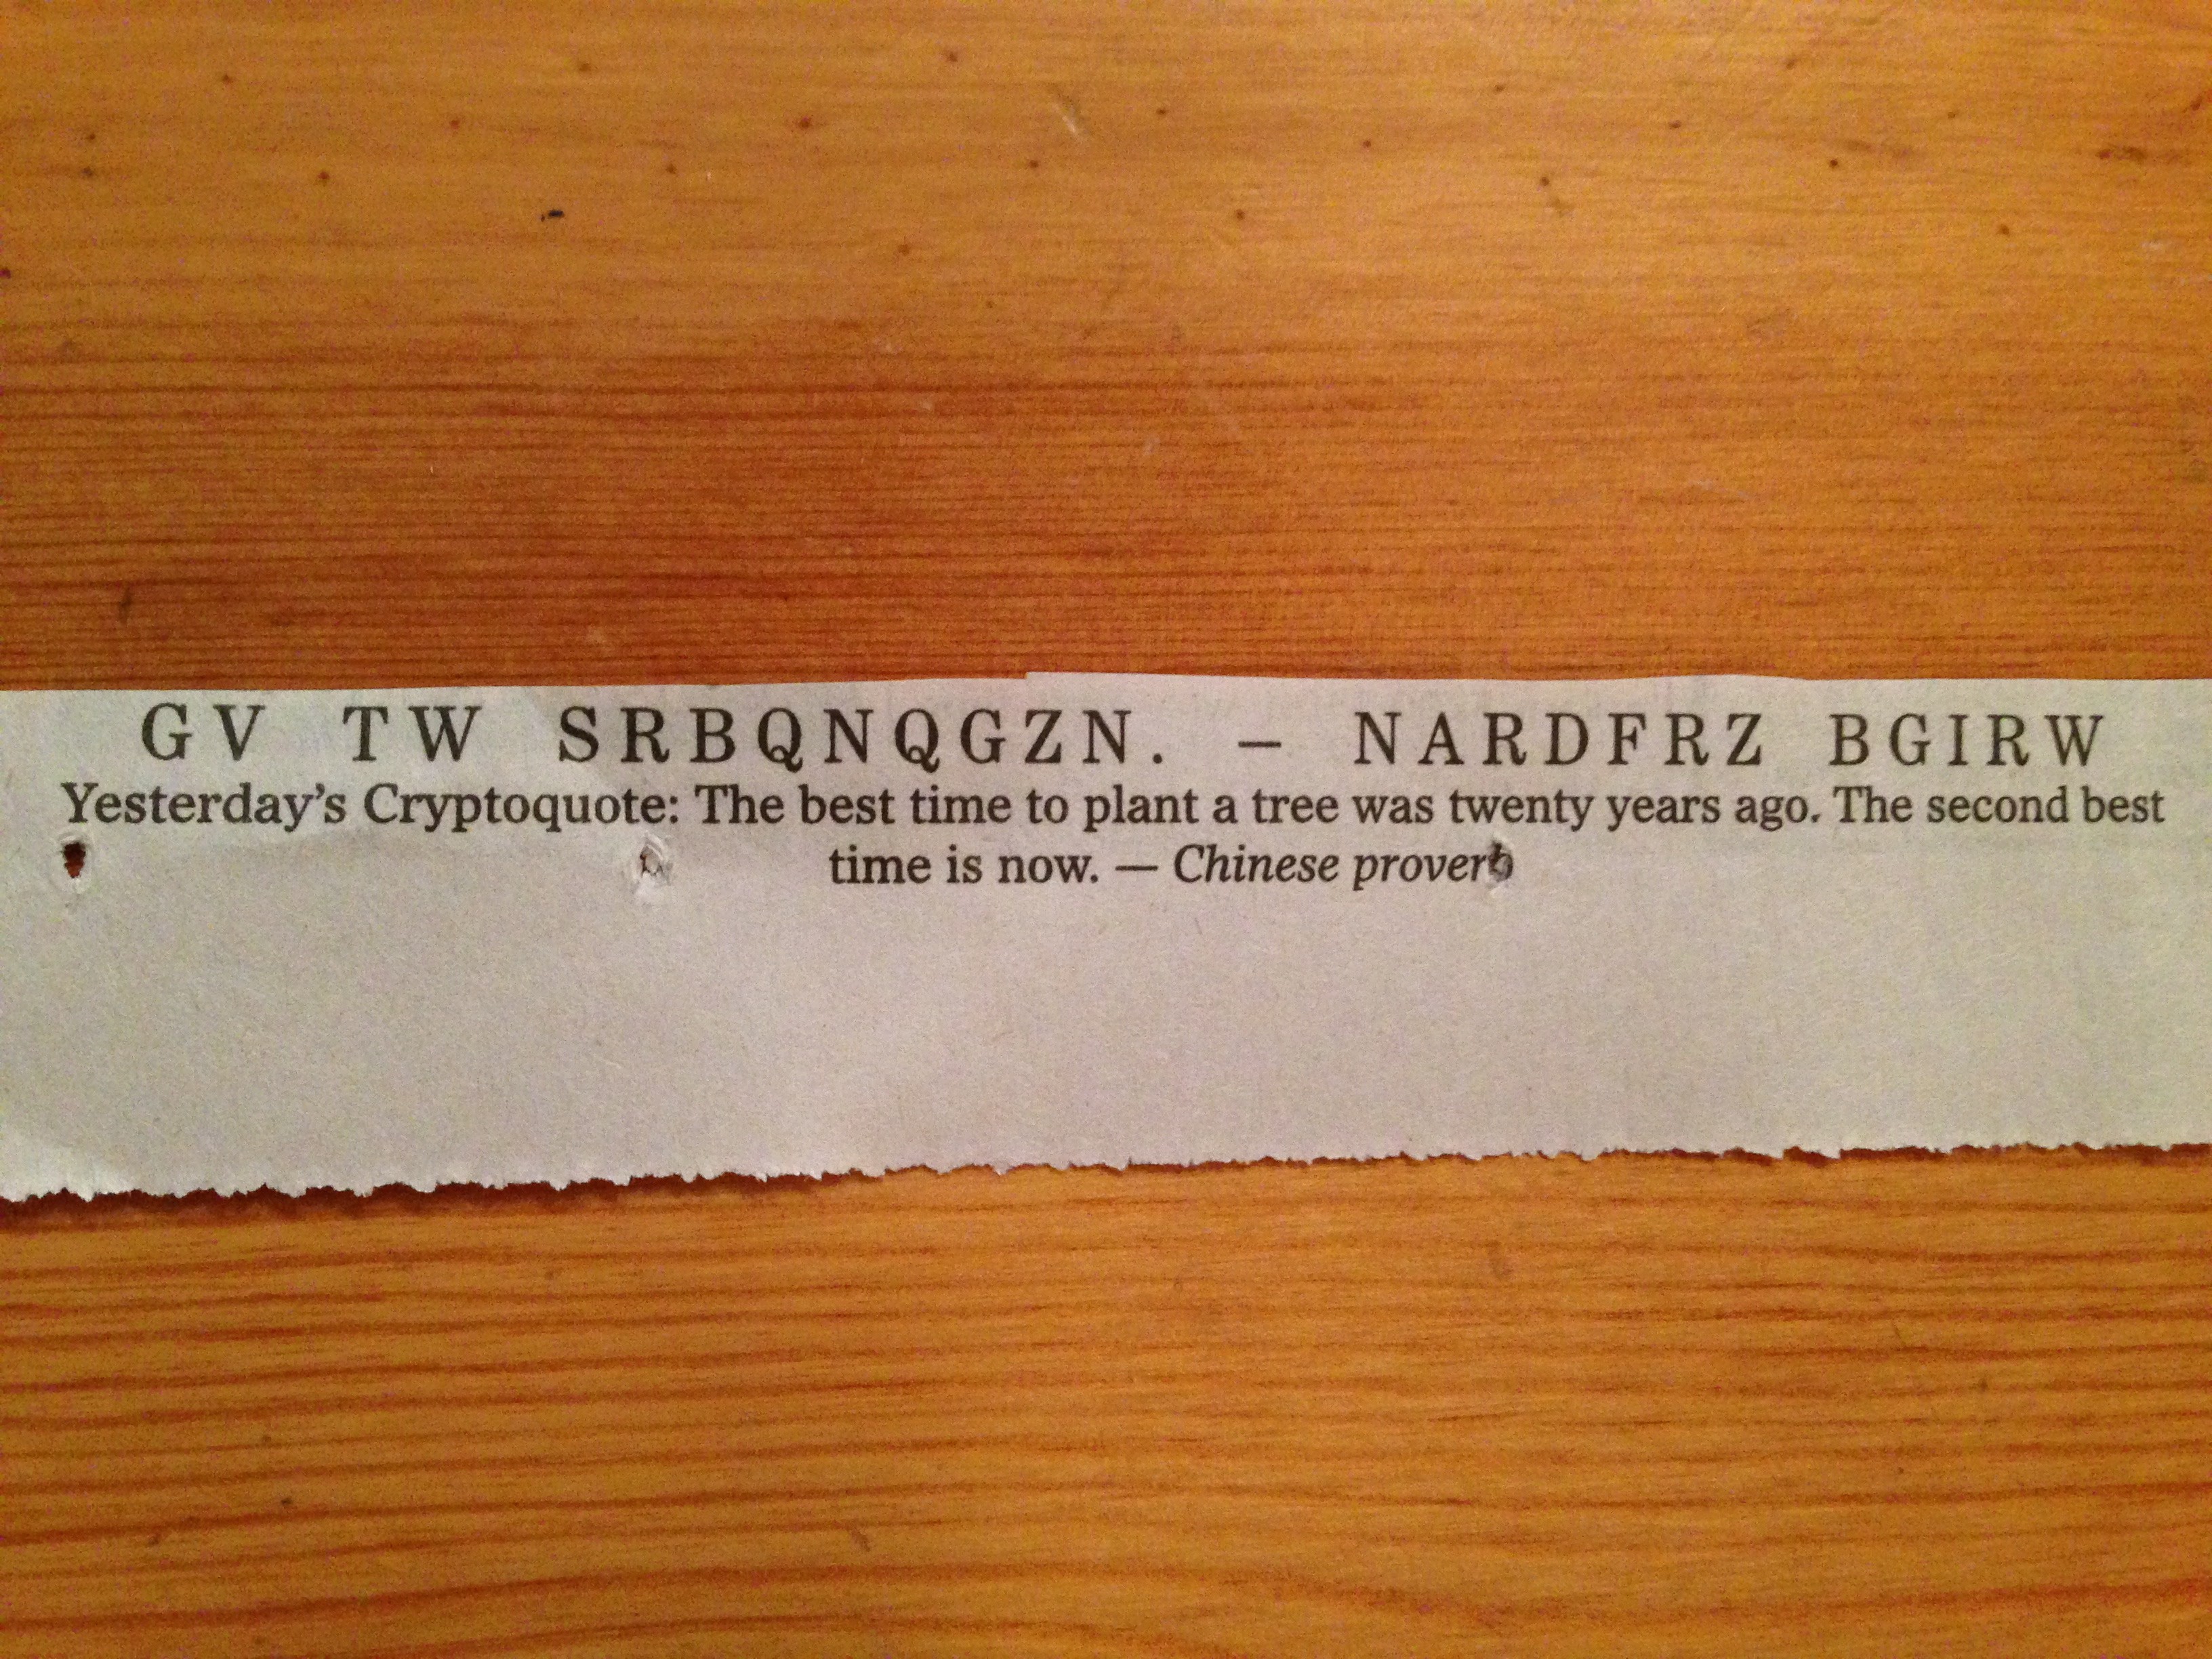 GV TW SRBQNQGZN. – NARDFRZ BGIRW
Yesterday's Cryptoquote: The best time to plant a tree was twenty years ago. The second best
time is now. — Chinese proverb